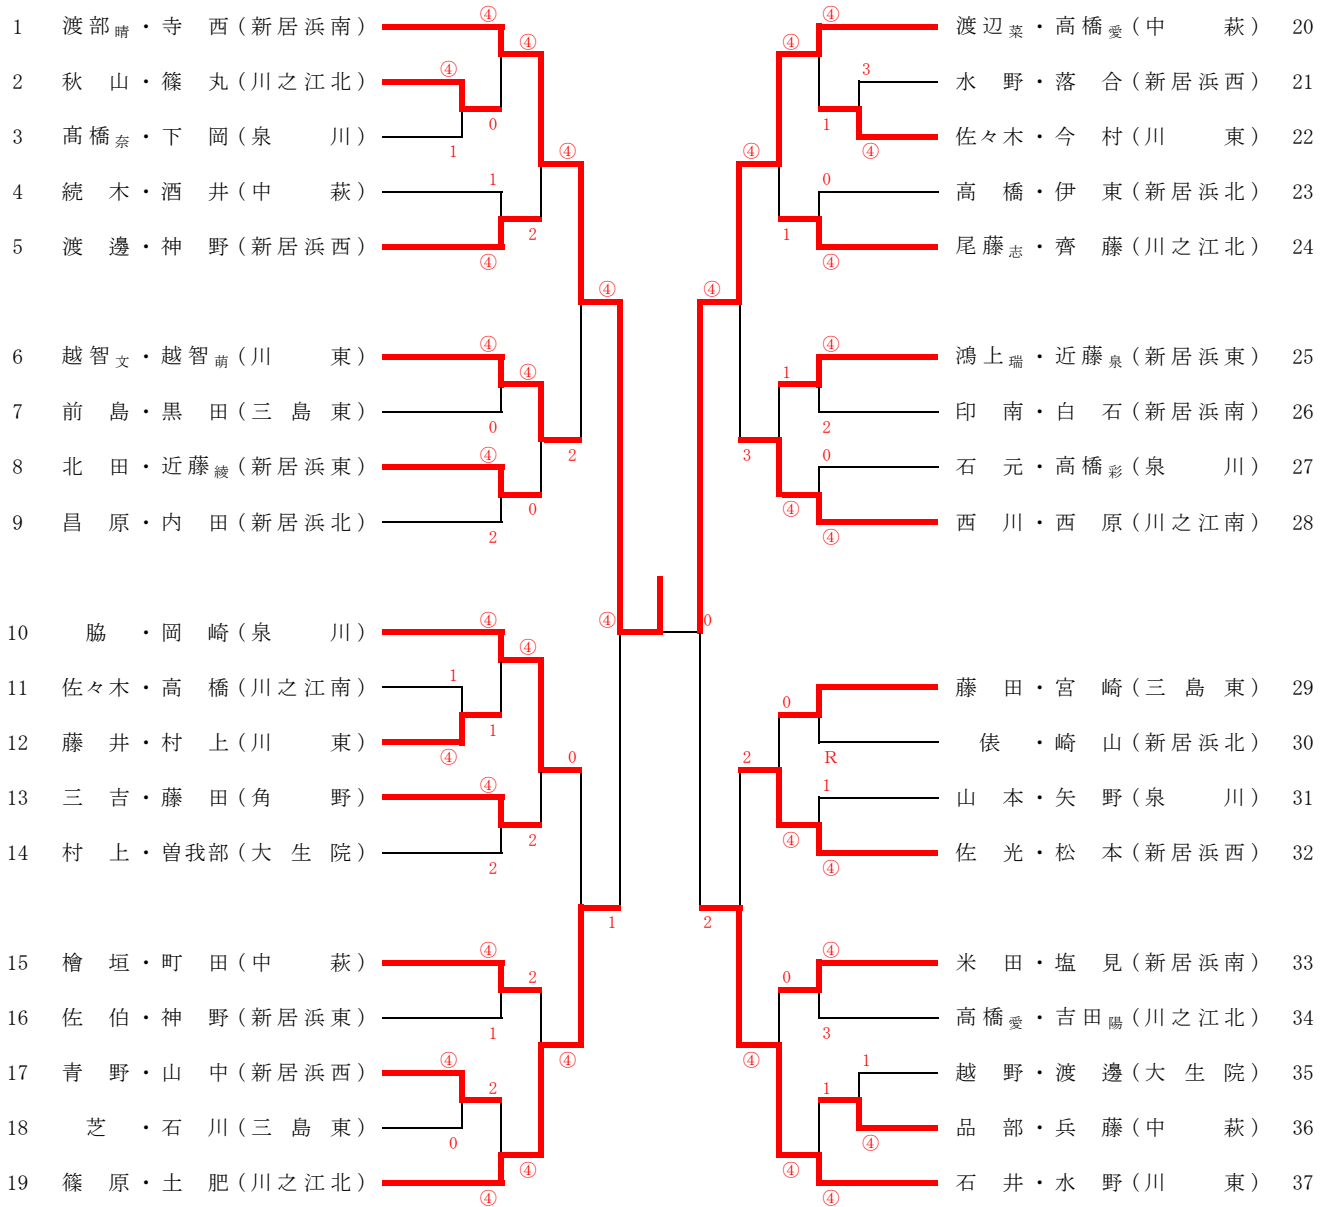 1 渡部晴・寺 西(新居浜南)
④
④
2 秋 山・篠 丸(川之江北)
④
0
3 髙橋奈・下 岡(泉 川)
1
④
4 続 木・酒 井(中 萩)
1
2
5 渡 邊・神 野(新居浜西)
④
④
6 越智文・越智萌(川 東)
④
④
7 前 島・黒 田(三 島 東)
0
2
8 北 田・近藤綾(新居浜東)
④
0
9 昌 原・内 田(新居浜北)
2
④
10 脇 ・岡 崎(泉 川)
④
④
11 佐々木・高 橋(川之江南)
1
1
12 藤 井・村 上(川 東)
④
0
13 三 吉・藤 田(角 野)
④
2
14 村 上・曽我部(大 生 院)
2
1
15 檜 垣・町 田(中 萩)
④
2
16 佐 伯・神 野(新居浜東)
1
④
17 青 野・山 中(新居浜西)
④
2
18 芝 ・石 川(三 島 東)
0
④
19 篠 原・土 肥(川之江北)
④
④
④
渡辺菜・高橋愛(中 萩) 20
3
水 野・落 合(新居浜西) 21
1
④
佐々木・今 村(川 東) 22
④
0
高 橋・伊 東(新居浜北) 23
1
④
尾藤志・齊 藤(川之江北) 24
④
④
1
鴻上瑞・近藤泉(新居浜東) 25
2
印 南・白 石(新居浜南) 26
3
0
石 元・高橋彩(泉 川) 27
④
④
西 川・西 原(川之江南) 28
0
0
藤 田・宮 崎(三 島 東) 29
R
俵 ・崎 山(新居浜北) 30
2
1
山 本・矢 野(泉 川) 31
④
④
佐 光・松 本(新居浜西) 32
2
④
0
米 田・塩 見(新居浜南) 33
3
高橋愛・吉田陽(川之江北) 34
④
1
越 野・渡 邊(大 生 院) 35
1
④
品 部・兵 藤(中 萩) 36
④
④
石 井・水 野(川 東) 37